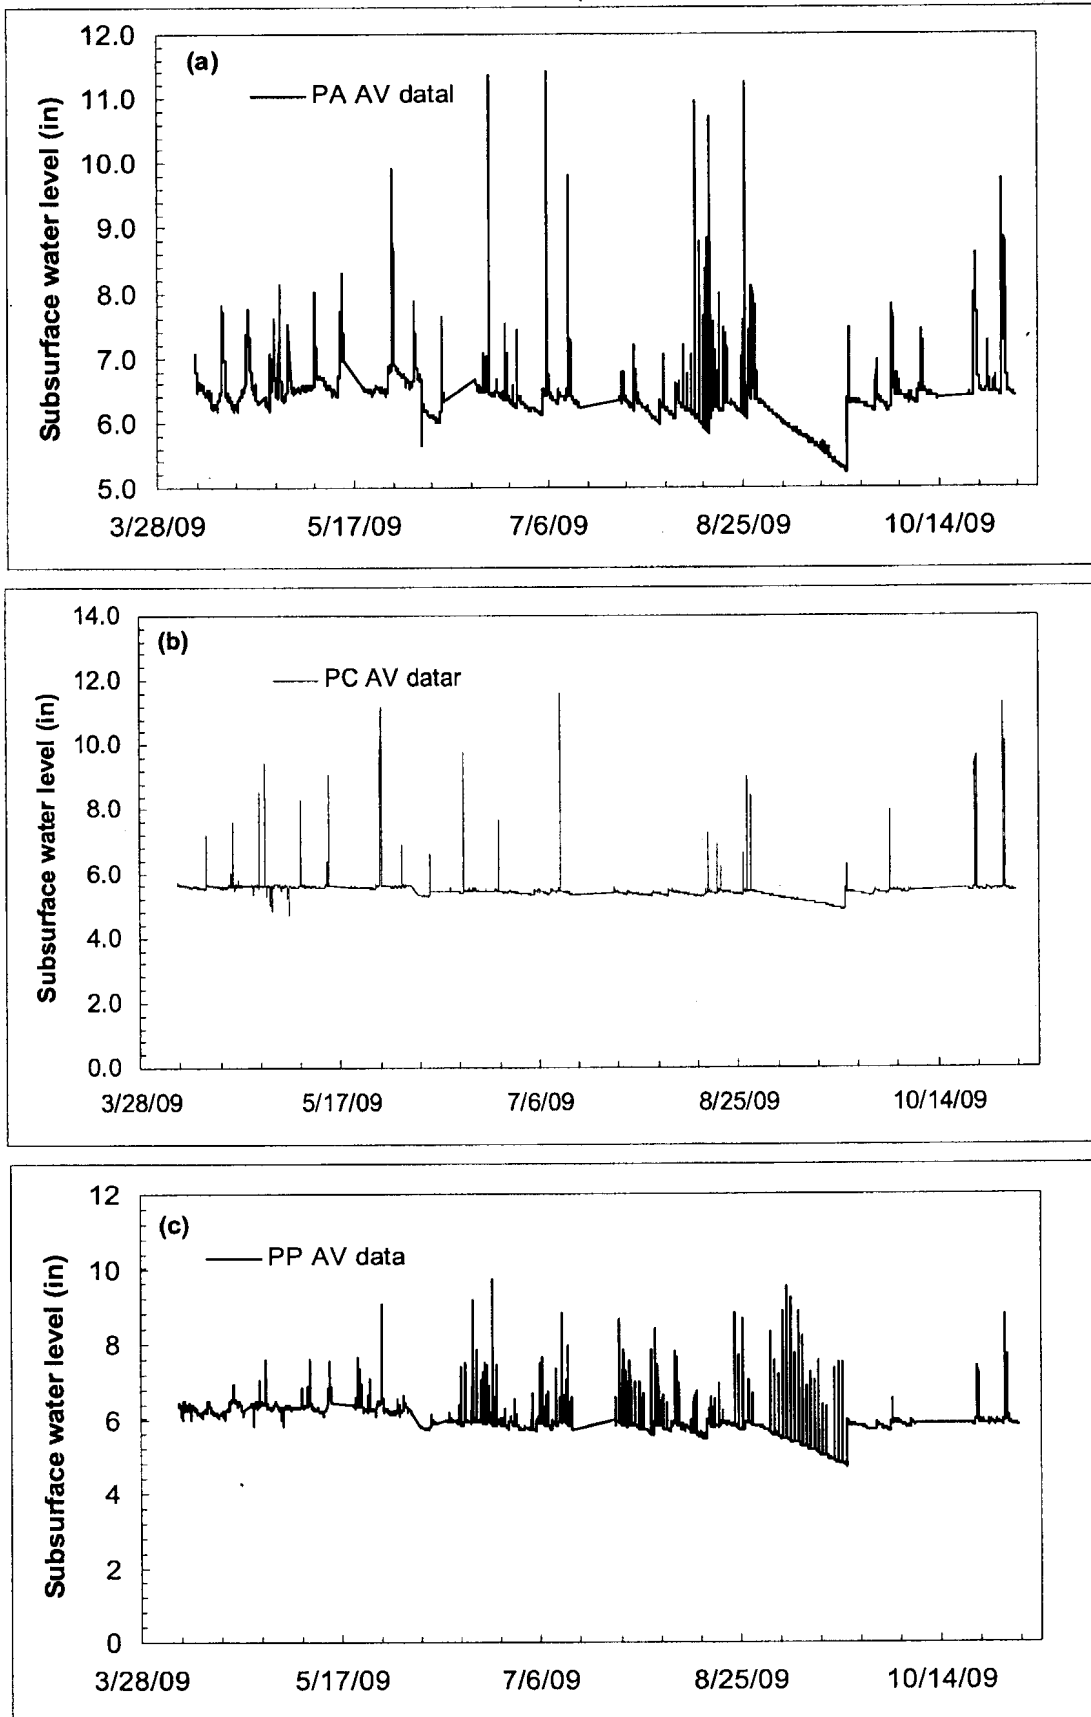 (a)
PA AV datal
Subsurface water level (in)
12.0
11.0
10.0
9.0
8.0
7.0
6.0
5.0
3/28/09 5/17/09 7/6/09 8/25/09 10/14/09
(b)
PC AV datar
Subsurface water level (in)
14.0
12.0
10.0
8.0
6.0
4.0
2.0
0.0
3/28/09 5/17/09 7/6/09 8/25/09 10/14/09
(c)
PP AV data
Subsurface water level (in)
12
10
8
6
4
2
0
3/28/09 5/17/09 7/6/09 8/25/09 10/14/09